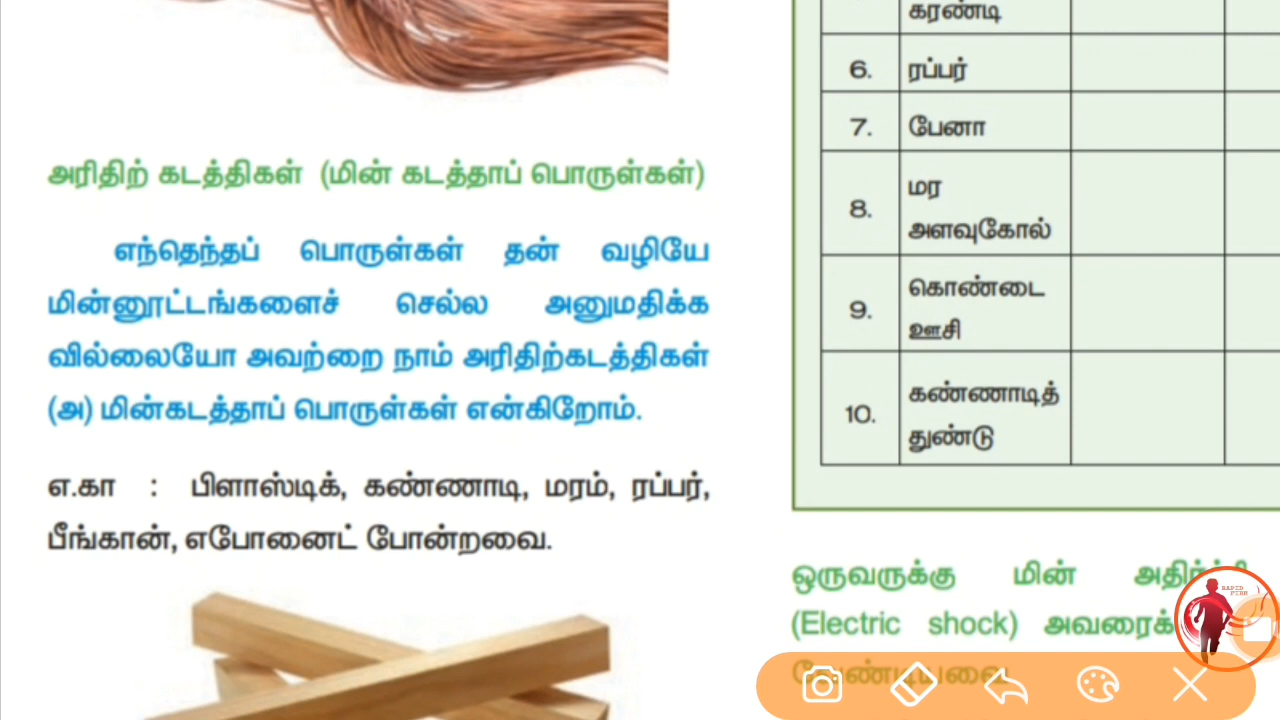 அரிதிற் கடத்திகள் (மின் கடத்தாப் பொருள்கள்)
எந்தெந்தப் பொருள்கள் தன் வழியே
மின்னூட்டங்களைச் செல்ல அனுமதிக்க
வில்லையோ அவற்றை நாம் அரிதிற்கடத்திகள்
(அ) மின்கடத்தாப் பொருள்கள் என்கிறோம்.
எ.கா : பிளாஸ்டிக், கண்ணாடி, மரம், ரப்பர்,
பீங்கான், எபோனைட் போன்றவை.
கரண்டி
6. ரப்பர்
7. பேனா
8. மர
அளவுகோல்
9. கொண்டை
ஊசி
10. கண்ணாடித்
துண்டு
ஒருவருக்கு மின்
(Electric shock) அவரைக்
RAPID
FIRE